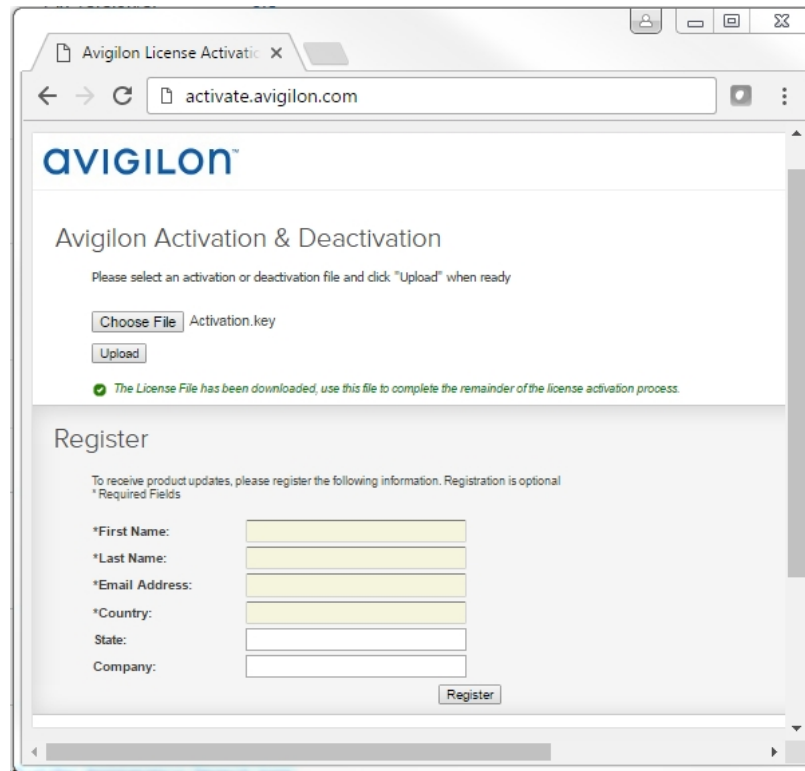 Avigilon License Activatio
activate.avigilon.com
AVIGILON™
Avigilon Activation & Deactivation
Please select an activation or deactivation file and click "Upload" when ready
Choose File Activation.key
Upload
The License File has been downloaded, use this file to complete the remainder of the license activation process.
Register
To receive product updates, please register the following information. Registration is optional
* Required Fields
*First Name:
*Last Name:
*Email Address:
*Country:
State:
Company:
Register